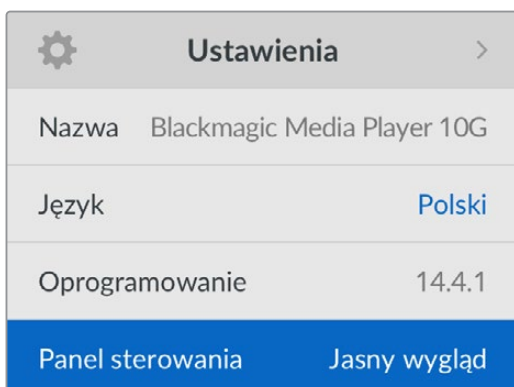 Ustawienia
Nazwa Blackmagic Media Player 10G
Język Polski
Oprogramowanie 14.4.1
Panel sterowania Jasny wygląd